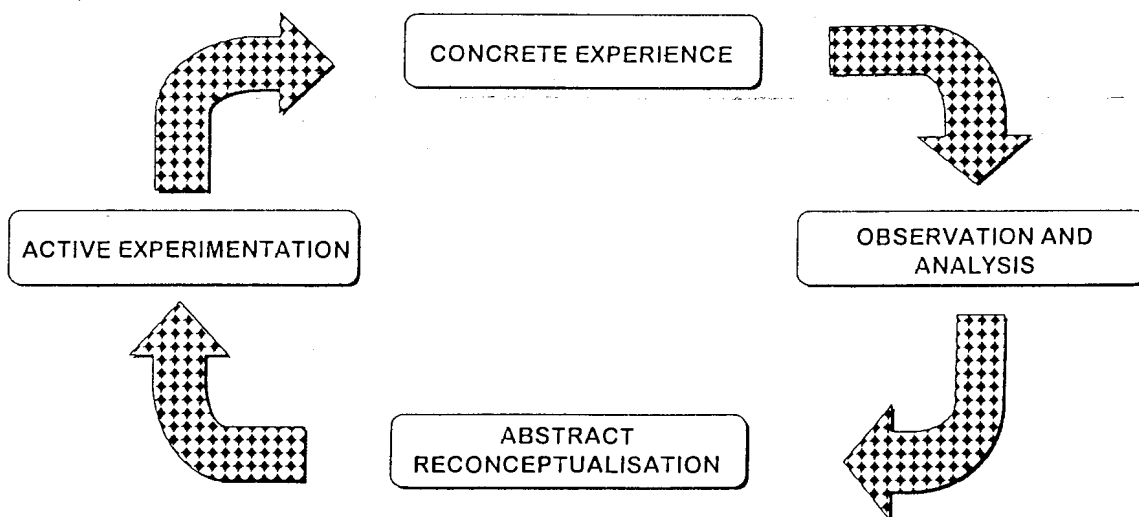 CONCRETE EXPERIENCE
ACTIVE EXPERIMENTATION
OBSERVATION AND
ANALYSIS
ABSTRACT
RECONCEPTUALISATION